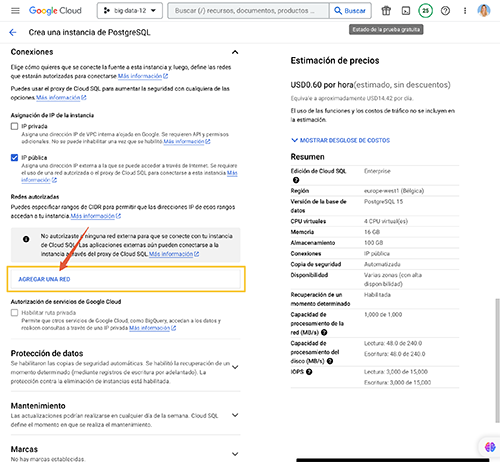 Google Cloud
big-data-12
Buscar (/) recursos, documentos, productos ...
Buscar
25
Crea una instancia de PostgreSQL
Estado de la prueba gratuita
Conexiones
Elige cómo quieres que se conecte la fuente a esta instancia y, luego, define las redes
que estarán autorizadas para conectarse Más información
Puedes usar el proxy de Cloud SQL para aumentar la seguridad con cualquiera de las
opciones. Más información
Asignación de IP de la instancia
IP privada
Asigna una dirección IP de VPC interna alojada en Google. Se requieren API y permisos
adicionales. No se puede inhabilitar una vez que se habilitó. Más información
IP pública
Asigna una dirección IP externa a la que se puede acceder a través de Internet. Se requiere
el uso de una red autorizada o el proxy de Cloud SQL para conectarse a esta instancia Más
información
Redes autorizadas
Puedes especificar rangos de CIDR para permitir que las direcciones IP de esos rangos
accedan a tu instancia. Más información
No autorizaste a ninguna red externa para que se conecte con tu instancia
de Cloud SQL. Las aplicaciones externas aún pueden conectarse a la
instancia a través del proxy de Cloud SQL. Más información
AGREGAR UNA RED
Autorización de servicios de Google Cloud
Habilitar ruta privada
Permite que otros servicios de Google Cloud, como BigQuery, accedan a los datos y
realicen consultas a través de una IP privada Más información
Protección de datos
Se habilitaron las copias de seguridad automáticas. Se habilitó la recuperación de un
momento determinado (mediante registros de escritura por adelantado). La
protección contra la eliminación de instancias está habilitada.
Mantenimiento
Las actualizaciones podrían realizarse en cualquier día de la semana. Cloud SQL
define el momento en que se realiza el mantenimiento.
Marcas
No hay marcas establecidas.
Estimación de precios
USD0.60 por hora(estimado, sin descuentos)
Equivale a aproximadamente USD14.42 por día.
El uso de las funciones y los costos de tráfico no se incluyen en
la estimación.
MOSTRAR DESGLOSE DE COSTOS
Resumen
Edición de Cloud SQL Enterprise
Región europe-west1 (Bélgica)
Versión de la base de datos PostgreSQL 15
CPU virtuales 4 CPU virtual(es)
Memoria 16 GB
Almacenamiento 100 GB
Conexiones IP pública
Copia de seguridad Automatizado
Disponibilidad Varias zonas (con alta disponibilidad)
Recuperación de un momento determinado Habilitada
Capacidad de procesamiento de la red (MB/s) 1,000 de 1,000
Capacidad de procesamiento del disco (MB/s) Lectura: 48.0 de 240.0
Escritura: 48.0 de 240.0
IOPS Lectura: 3,000 de 15,000
Escritura: 3,000 de 15,000